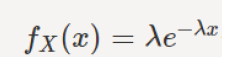 f_X(x) = λe^{-λx}